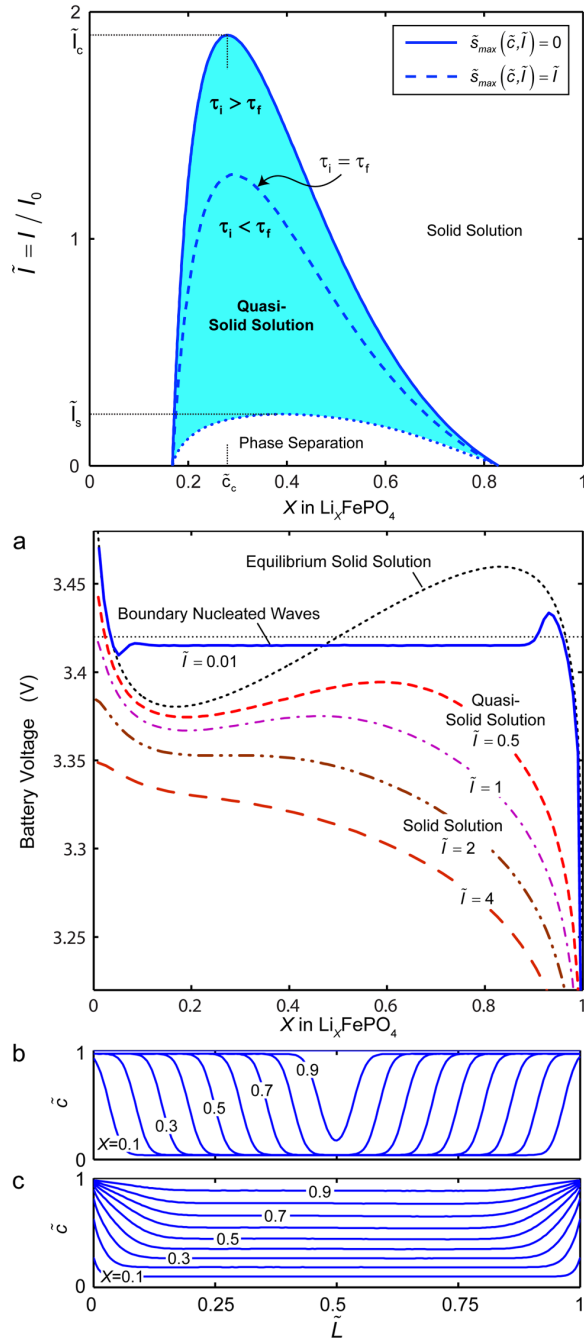 2
Ĩc
s̃max(c̃,Ĩ)=0
s̃max(c̃,Ĩ)=Ĩ
τi > τf
τi = τf
τi < τf
Ĩ = I / I0
1
Solid Solution
Quasi-
Solid Solution
Ĩs
Phase Separation
0
0 0.2 c̃c 0.4 0.6 0.8 1
X in LiXFePO4
a
3.45
Equilibrium Solid Solution
Boundary Nucleated Waves
Ĩ = 0.01
3.4
Quasi-
Solid Solution
Ĩ = 0.5
Battery Voltage (V)
3.35
Ĩ = 1
Solid Solution
Ĩ = 2
3.3
Ĩ = 4
3.25
0 0.2 0.4 0.6 0.8 1
X in LiXFePO4
b
1
c̃
0
0.9
0.7
0.5
0.3
X=0.1
c
1
c̃
0
0.9
0.7
0.5
0.3
X=0.1
0 0.25 0.5 0.75 1
L̃